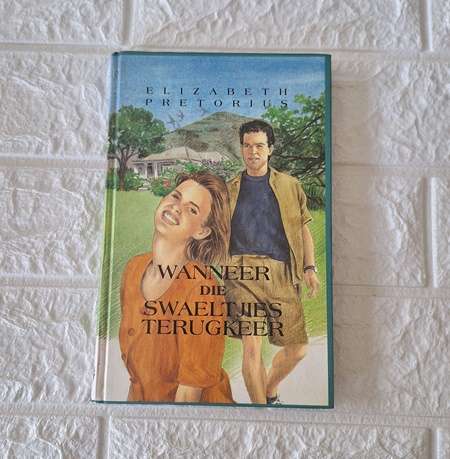 ELIZABETH
PRETORIUS
WANNEER
DIE
SWAELTJIES
TERUGKEER